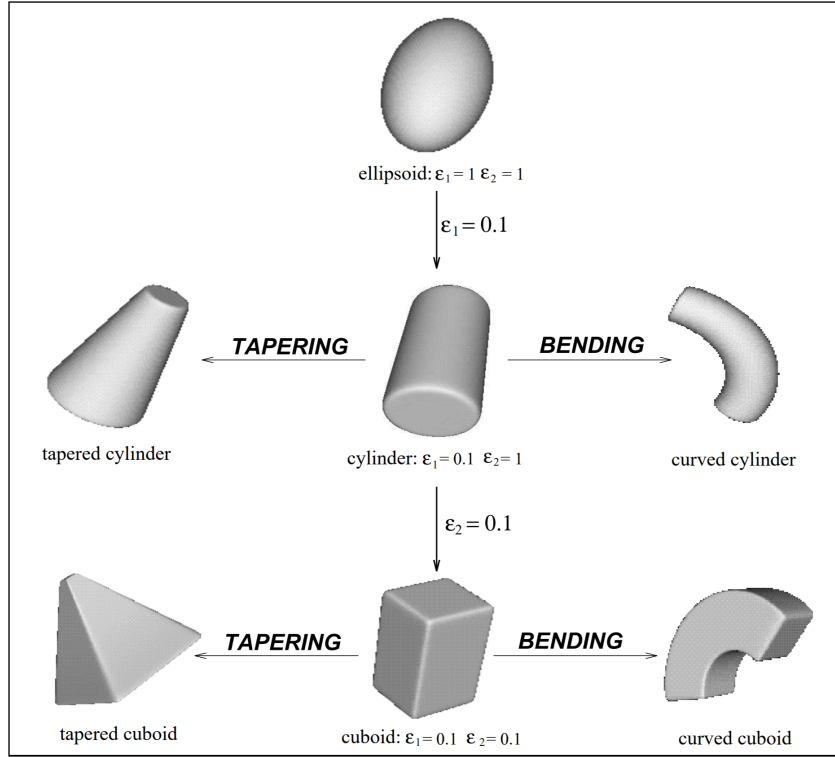 ellipsoid: ε₁ = 1 ε₂ = 1
ε₁ = 0.1
TAPERING
BENDING
tapered cylinder
cylinder: ε₁ = 0.1 ε₂ = 1
curved cylinder
ε₂ = 0.1
TAPERING
BENDING
tapered cuboid
cuboid: ε₁ = 0.1 ε₂ = 0.1
curved cuboid